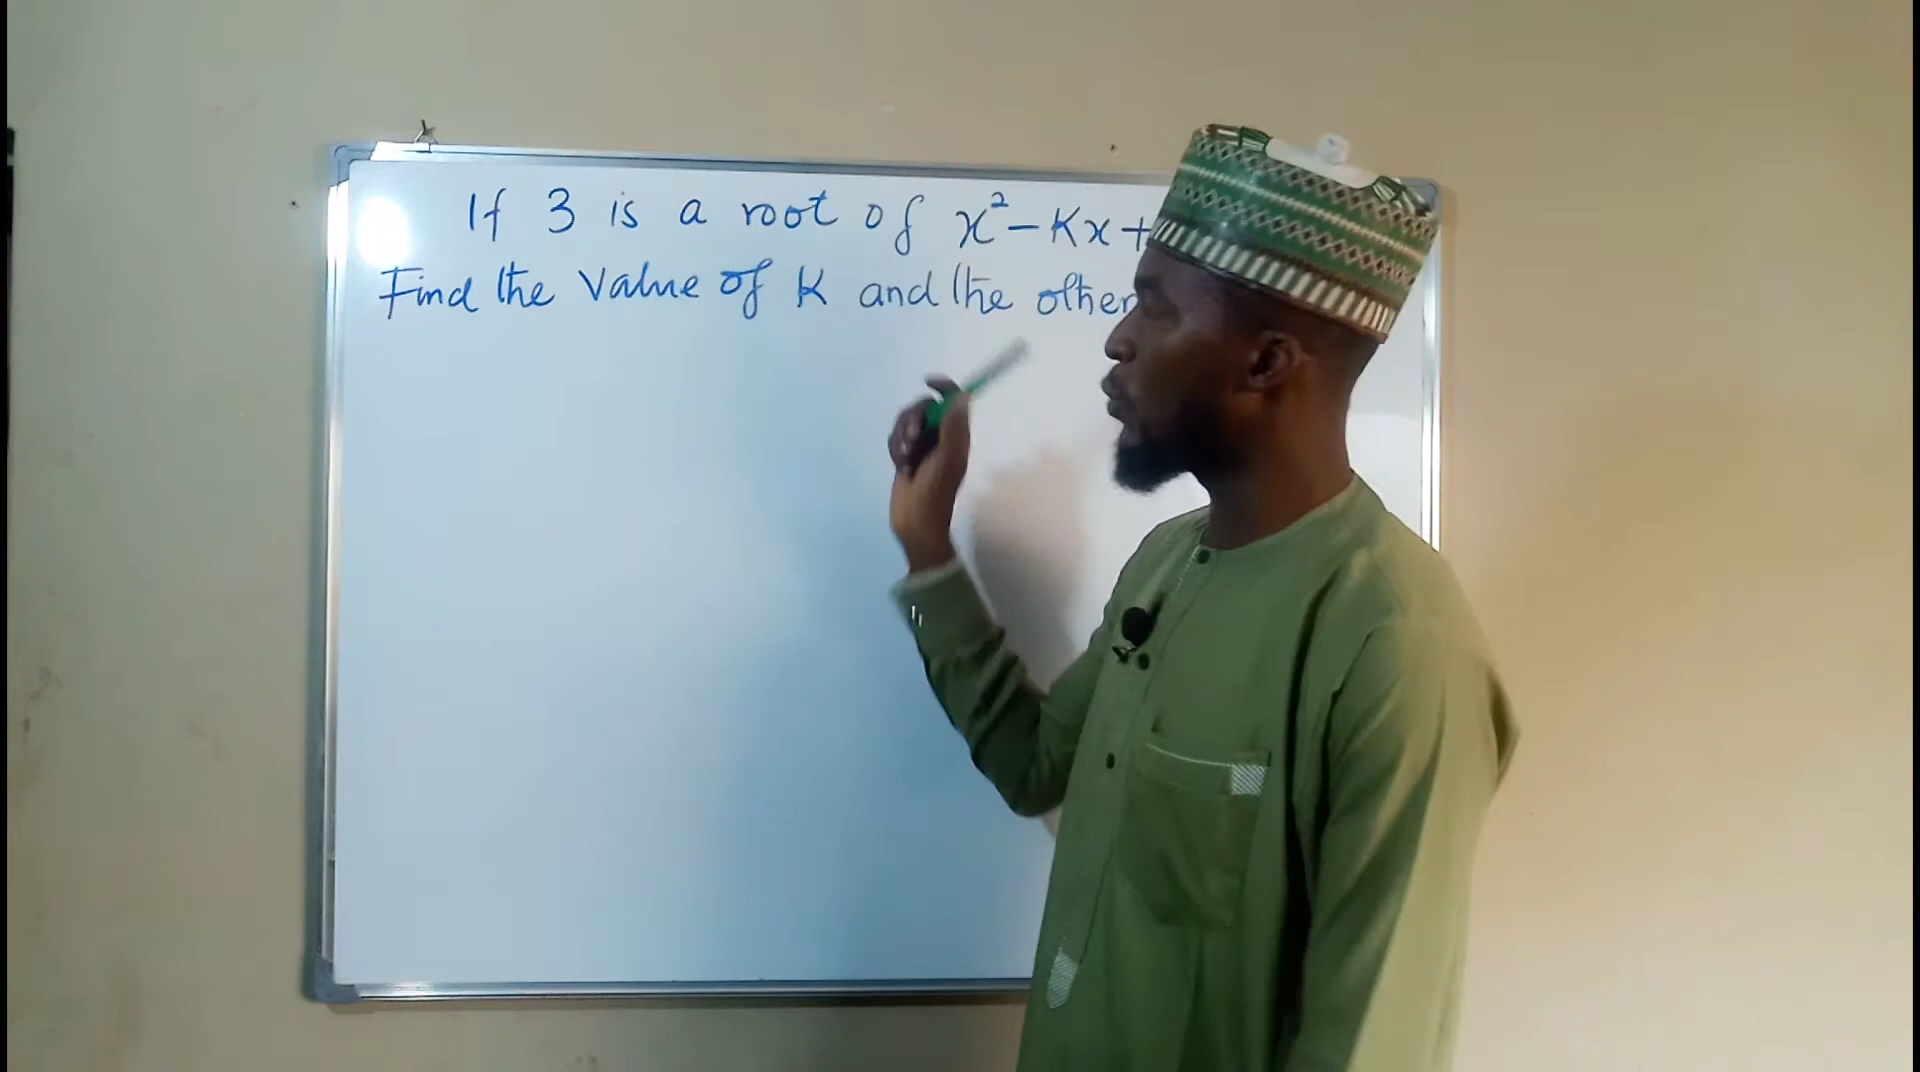 If 3 is a root of x² - Kx +
Find the value of K and the other